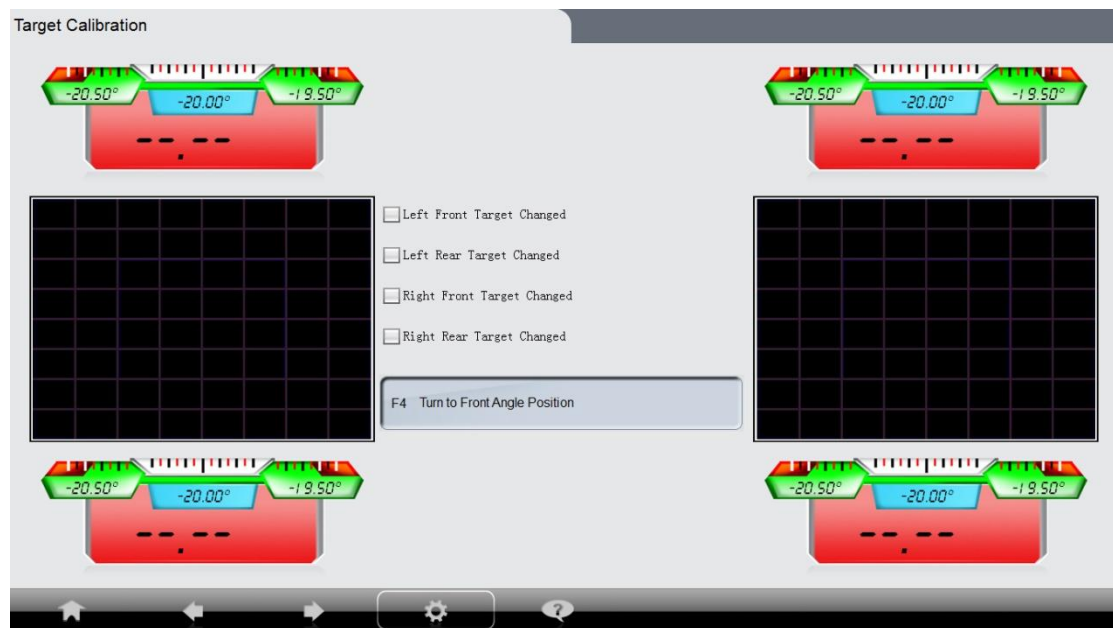 Target Calibration
-20.50° -20.00° -19.50°
--.--
-20.50° -20.00° -19.50°
--.--
Left Front Target Changed
Left Rear Target Changed
Right Front Target Changed
Right Rear Target Changed
F4 Turn to Front Angle Position
-20.50° -20.00° -19.50°
--.--
-20.50° -20.00° -19.50°
--.--
?